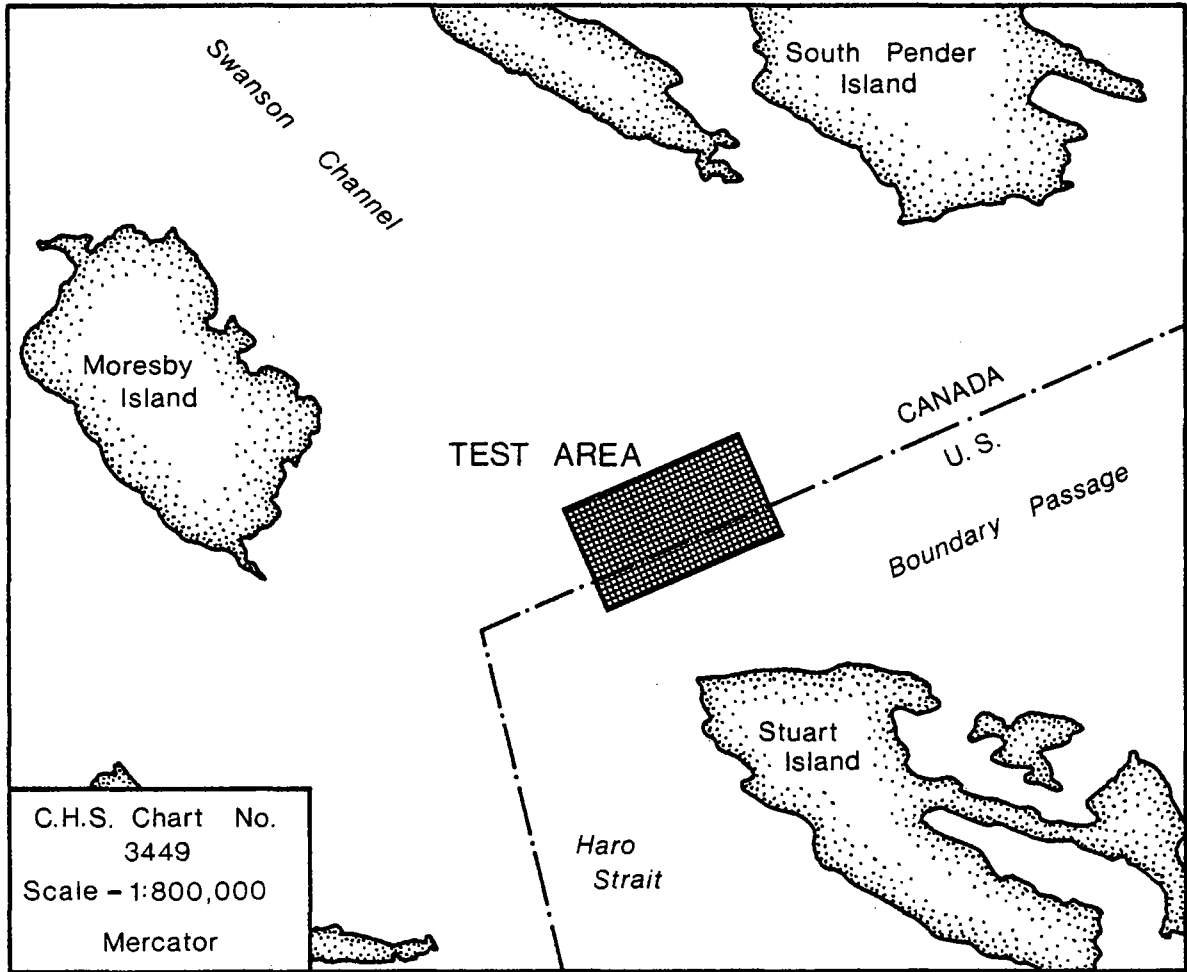 Swanson Channel
South Pender
Island
Moresby
Island
CANADA
U. S.
TEST AREA
Boundary Passage
Stuart
Island
Haro
Strait
C.H.S. Chart No.
3449
Scale – 1:800,000
Mercator